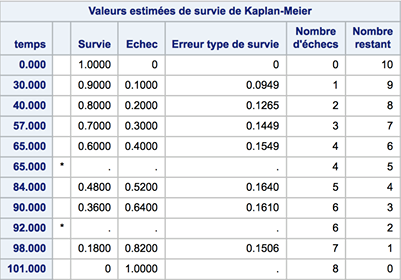 Valeurs estimées de survie de Kaplan-Meier
temps Survie Echec Erreur type de survie Nombre d'échecs Nombre restant
0.000 1.0000 0 0 0 10
30.000 0.9000 0.1000 0.0949 1 9
40.000 0.8000 0.2000 0.1265 2 8
57.000 0.7000 0.3000 0.1449 3 7
65.000 0.6000 0.4000 0.1549 4 6
65.000 * . . . 4 5
84.000 0.4800 0.5200 0.1640 5 4
90.000 0.3600 0.6400 0.1610 6 3
92.000 * . . . 6 2
98.000 0.1800 0.8200 0.1506 7 1
101.000 0 1.0000 . 8 0